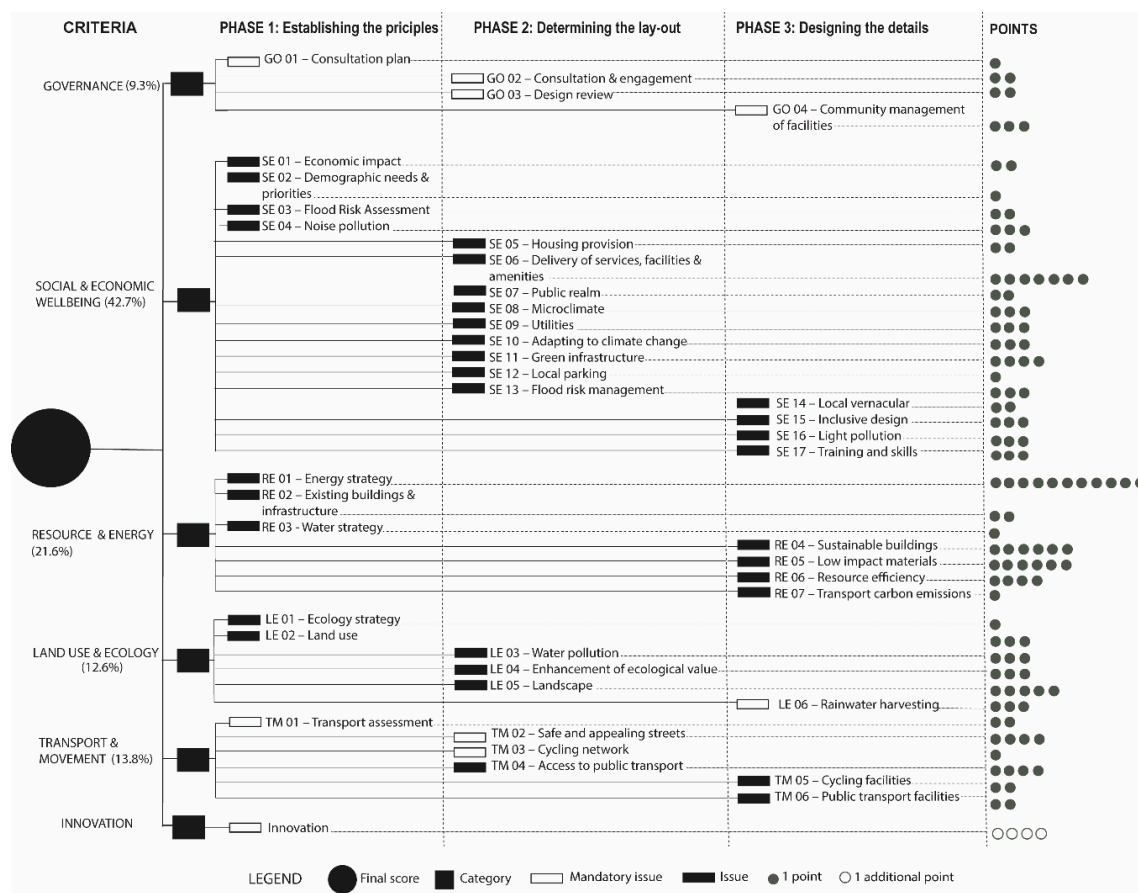 CRITERIA
PHASE 1: Establishing the priciples
PHASE 2: Determining the lay-out
PHASE 3: Designing the details
POINTS
GOVERNANCE (9.3%)
GO 01 – Consultation plan
GO 02 – Consultation & engagement
GO 03 – Design review
GO 04 – Community management
of facilities
SOCIAL & ECONOMIC
WELLBEING (42.7%)
SE 01 – Economic impact
SE 02 – Demographic needs &
priorities
SE 03 – Flood Risk Assessment
SE 04 – Noise pollution
SE 05 – Housing provision
SE 06 – Delivery of services, facilities &
amenities
SE 07 – Public realm
SE 08 – Microclimate
SE 09 – Utilities
SE 10 – Adapting to climate change
SE 11 – Green infrastructure
SE 12 – Local parking
SE 13 – Flood risk management
SE 14 – Local vernacular
SE 15 – Inclusive design
SE 16 – Light pollution
SE 17 – Training and skills
RESOURCE & ENERGY
(21.6%)
RE 01 – Energy strategy
RE 02 – Existing buildings &
infrastructure
RE 03 - Water strategy
RE 04 – Sustainable buildings
RE 05 – Low impact materials
RE 06 – Resource efficiency
RE 07 – Transport carbon emissions
LAND USE & ECOLOGY
(12.6%)
LE 01 – Ecology strategy
LE 02 – Land use
LE 03 – Water pollution
LE 04 – Enhancement of ecological value
LE 05 – Landscape
LE 06 – Rainwater harvesting
TRANSPORT &
MOVEMENT (13.8%)
TM 01 – Transport assessment
TM 02 – Safe and appealing streets
TM 03 – Cycling network
TM 04 – Access to public transport
TM 05 – Cycling facilities
TM 06 – Public transport facilities
INNOVATION
Innovation
LEGEND
Final score
Category
Mandatory issue
Issue
1 point
1 additional point